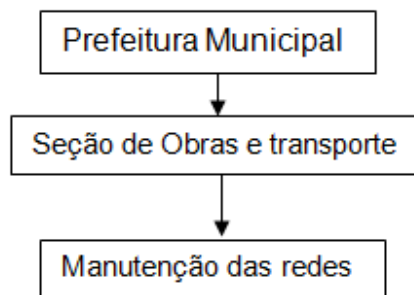 Prefeitura Municipal
Seção de Obras e transporte
Manutenção das redes